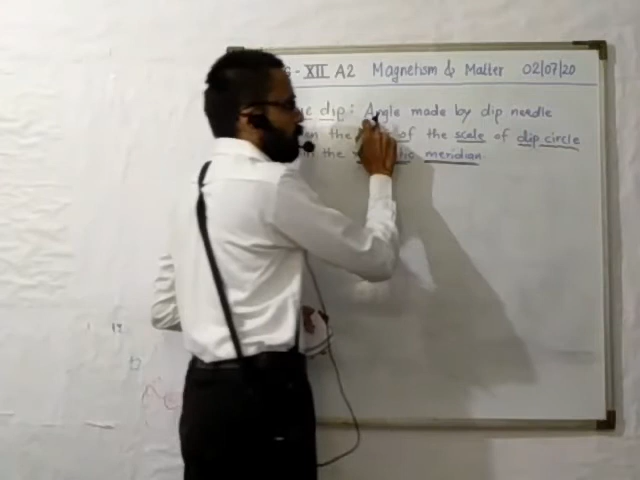 - XII A2 Magnetism & Matter 02/07/20
dip: Angle made by dip needle
the of the scale of dip circle
the meridian.